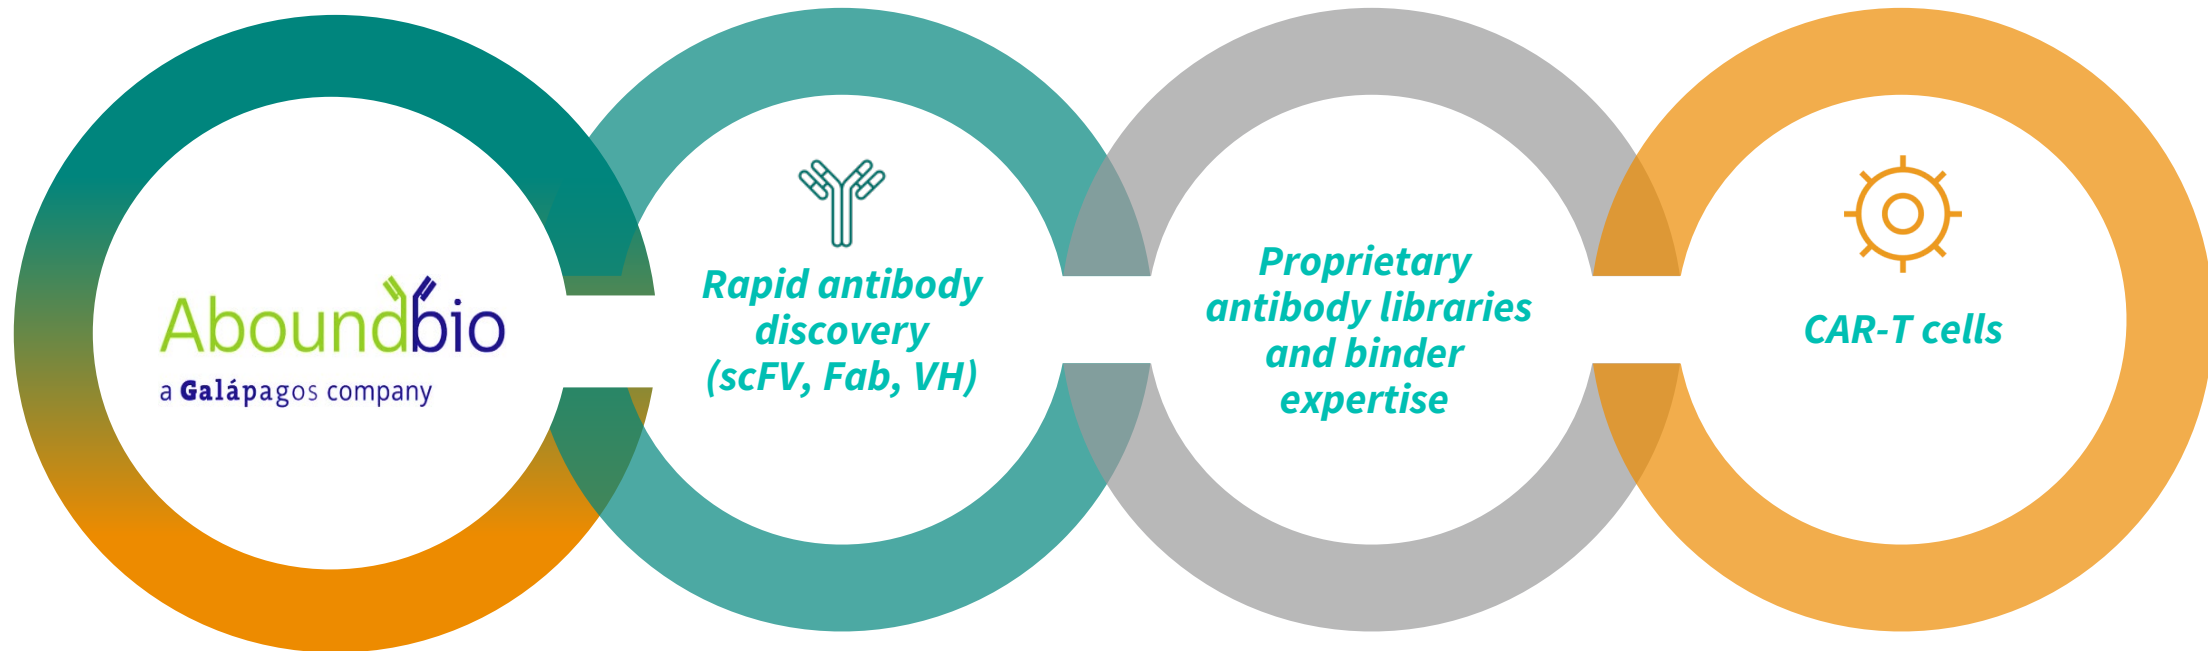 Aboundbio
a Galápagos company
Rapid antibody
discovery
(scFV, Fab, VH)
Proprietary
antibody libraries
and binder
expertise
CAR-T cells